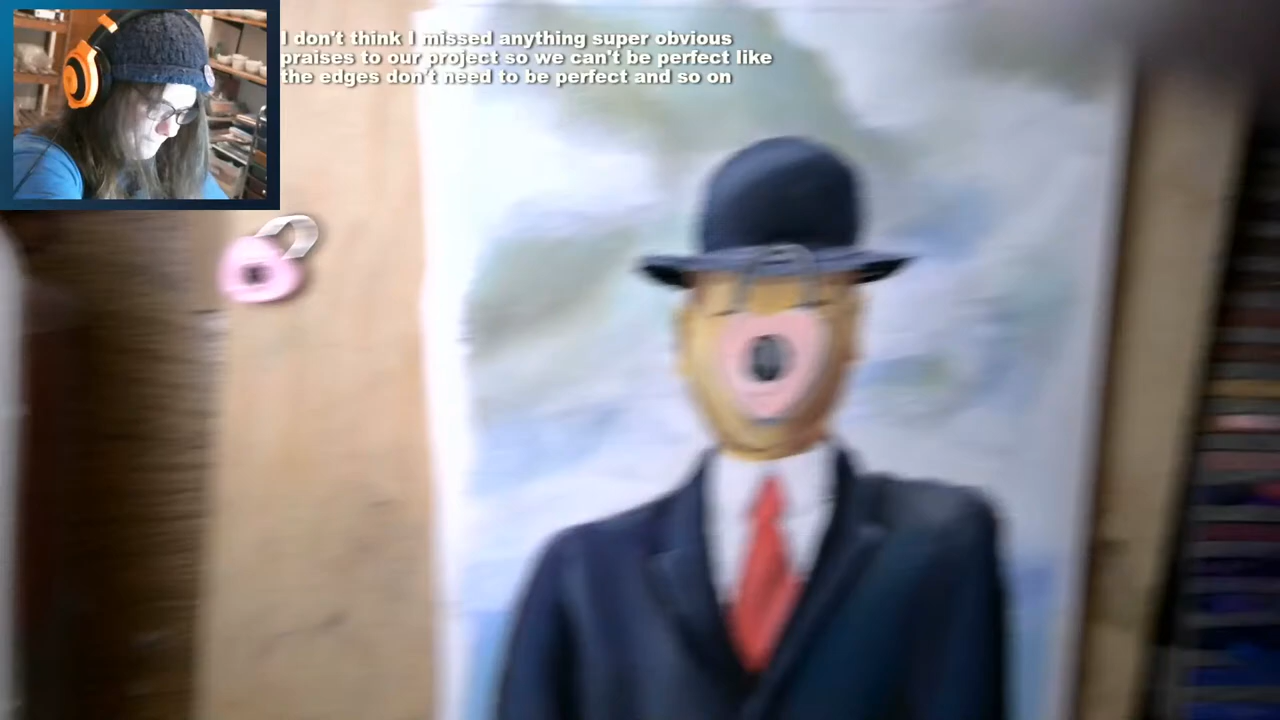 I don't think I missed anything super obvious
praises to our project so we can't be perfect like
the edges don't need to be perfect and so on